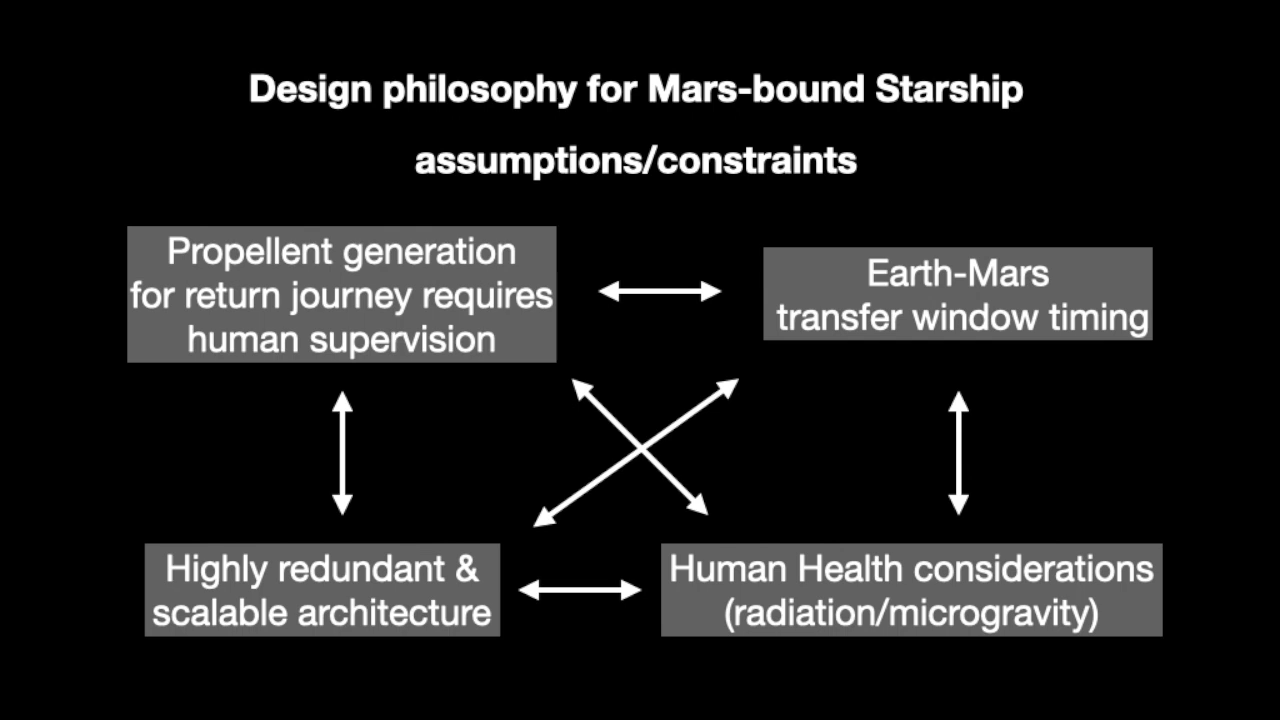 Design philosophy for Mars-bound Starship
assumptions/constraints
Propellent generation
for return journey requires
human supervision
Earth-Mars
transfer window timing
Highly redundant &
scalable architecture
Human Health considerations
(radiation/microgravity)